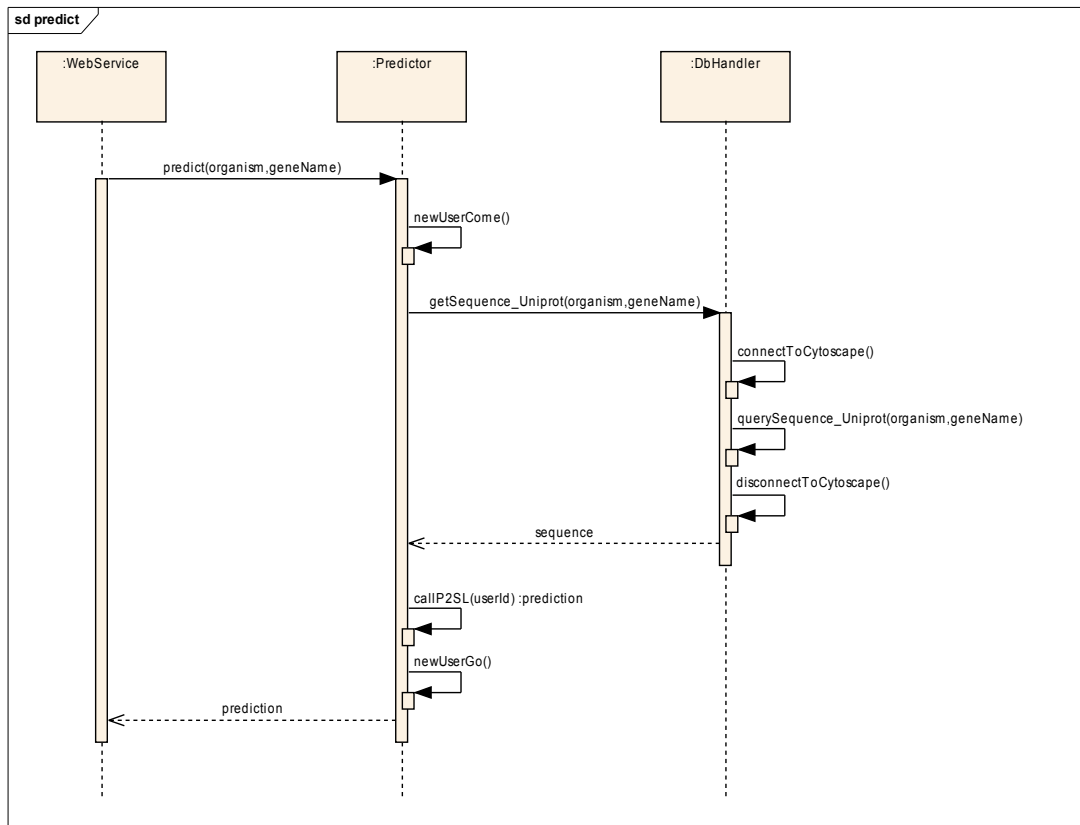 sd predict
:WebService
:Predictor
:DbHandler
predict(organism,geneName)
newUserCome()
getSequence_Uniprot(organism,geneName)
connectToCytoscape()
querySequence_Uniprot(organism,geneName)
disconnectToCytoscape()
sequence
callP2SL(userId) :prediction
newUserGo()
prediction